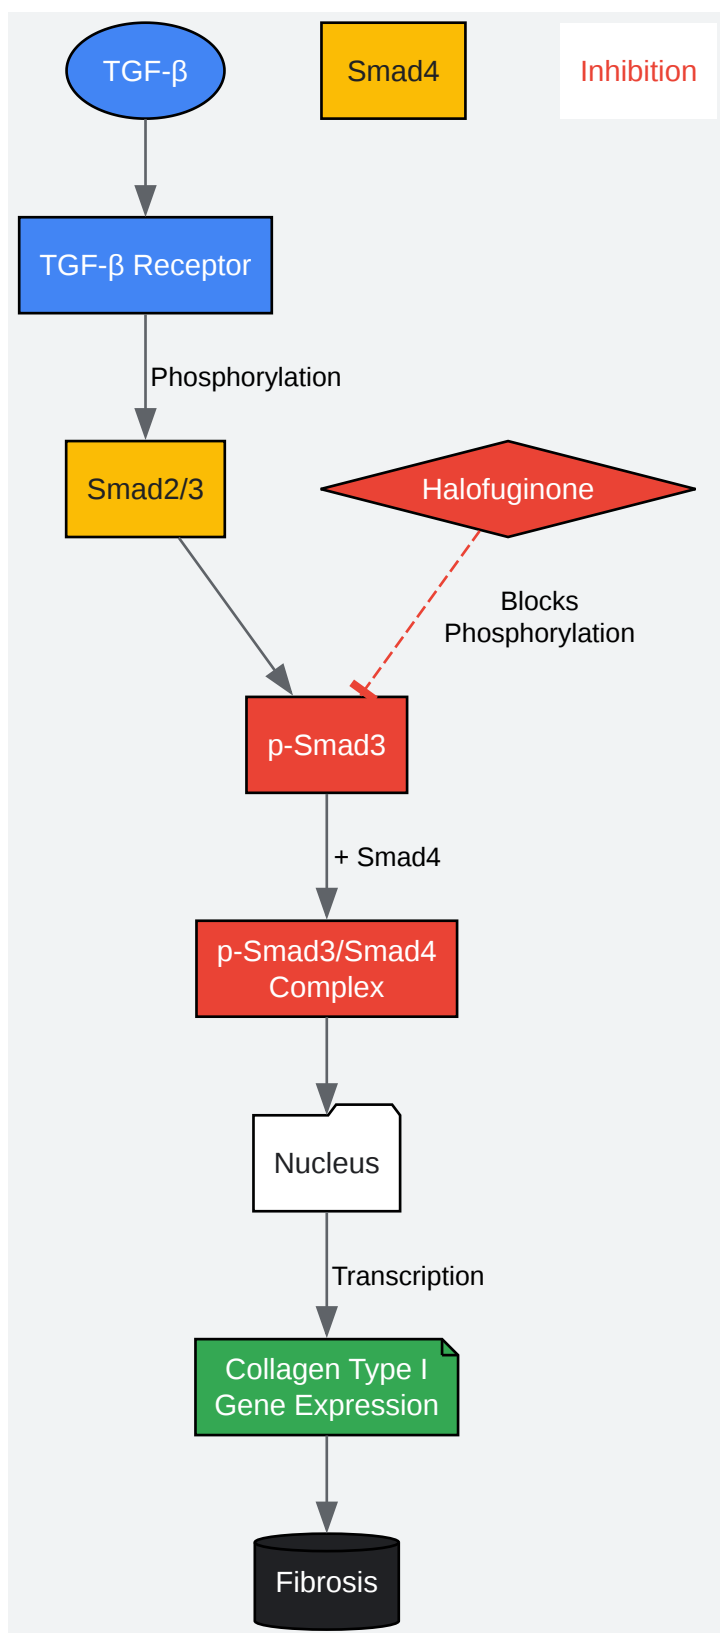 TGF-β
Smad4
Inhibition
TGF-β Receptor
Phosphorylation
Smad2/3
Halofuginone
Blocks
Phosphorylation
p-Smad3
+ Smad4
p-Smad3/Smad4
Complex
Nucleus
Transcription
Collagen Type I
Gene Expression
Fibrosis